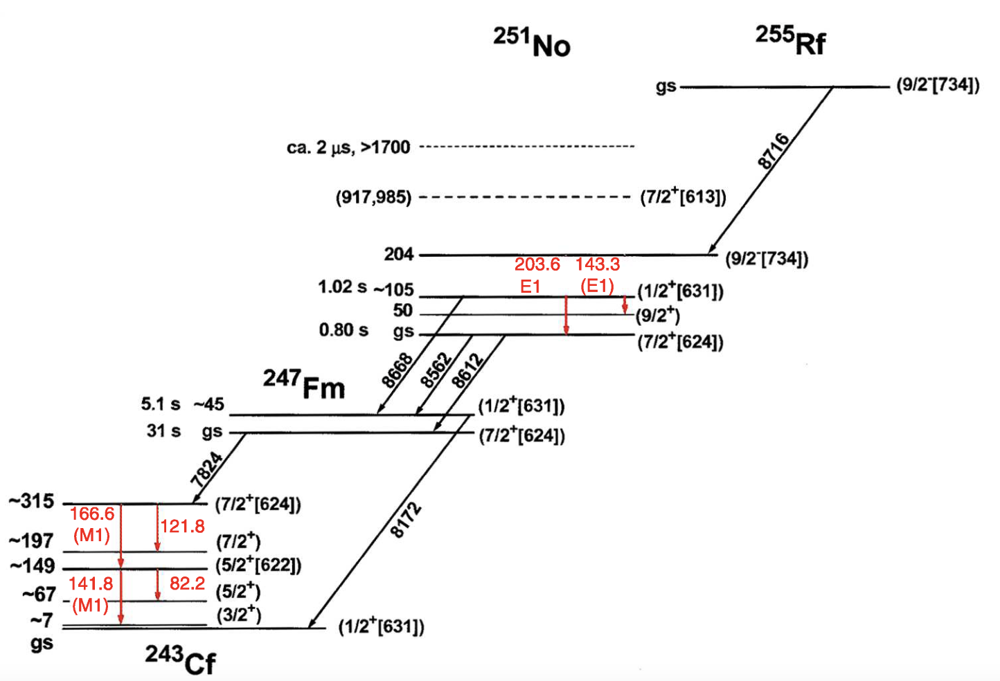 251No
255Rf
gs
(9/2-[734])
8716
ca. 2 μs, >1700
(917,985)
(7/2+[613])
204
(9/2-[734])
203.6
E1
143.3
(E1)
1.02 s ~105
(1/2+[631])
50
(9/2+)
0.80 s gs
(7/2+[624])
8668
8562
8612
247Fm
5.1 s ~45
(1/2+[631])
31 s gs
(7/2+[624])
7824
8172
~315
(7/2+[624])
166.6
(M1)
121.8
~197
(7/2+)
~149
(5/2+[622])
141.8
(M1)
82.2
~67
(5/2+)
~7
(3/2+)
gs
(1/2+[631])
243Cf